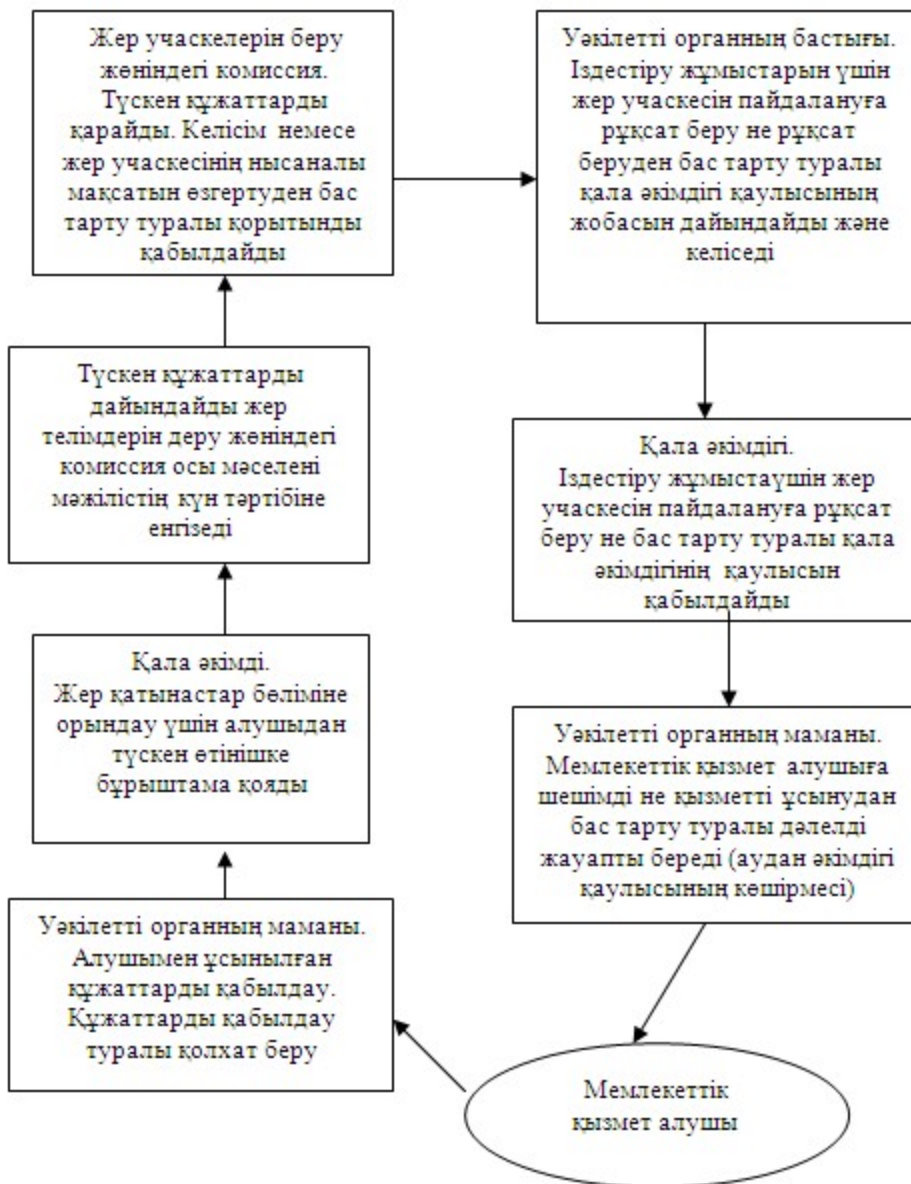 Жер учаскелерін беру
жөніндегі комиссия.
Түскен құжаттарды
қарайды. Келісім немесе
жер учаскесінің нысаналы
мақсатын өзгертуден бас
тарту туралы қорытынды
қабылдайды
Уәкілетті органның бастығы.
Іздестіру жұмыстарын үшін
жер учаскесін пайдалануға
рұқсат беру не рұқсат
беруден бас тарту туралы
қала әкімдігі қаулысының
жобасын дайындайды және
келіседі
Түскен құжаттарды
дайындайды жер
телімдерін деру жөніндегі
комиссия осы мәселені
мәжілістің күн тәртібіне
енгізеді
Қала әкімдігі.
Іздестіру жұмыстаүшін жер
учаскесін пайдалануға рұқсат
беру не бас тарту туралы қала
әкімдігінің қаулысын
қабылдайды
Қала әкімді.
Жер қатынастар бөліміне
орындау үшін алушыдан
түскен өтінішке
бұрыштама қояды
Уәкілетті органның маманы.
Мемлекеттік қызмет алушыға
шешімді не қызметті ұсынудан
бас тарту туралы дәлелді
жауапты береді (аудан әкімдігі
қаулысының көшірмесі)
Уәкілетті органның маманы.
Алушымен ұсынылған
құжаттарды қабылдау.
Құжаттарды қабылдау
туралы қолхат беру
Мемлекеттік
қызмет алушы